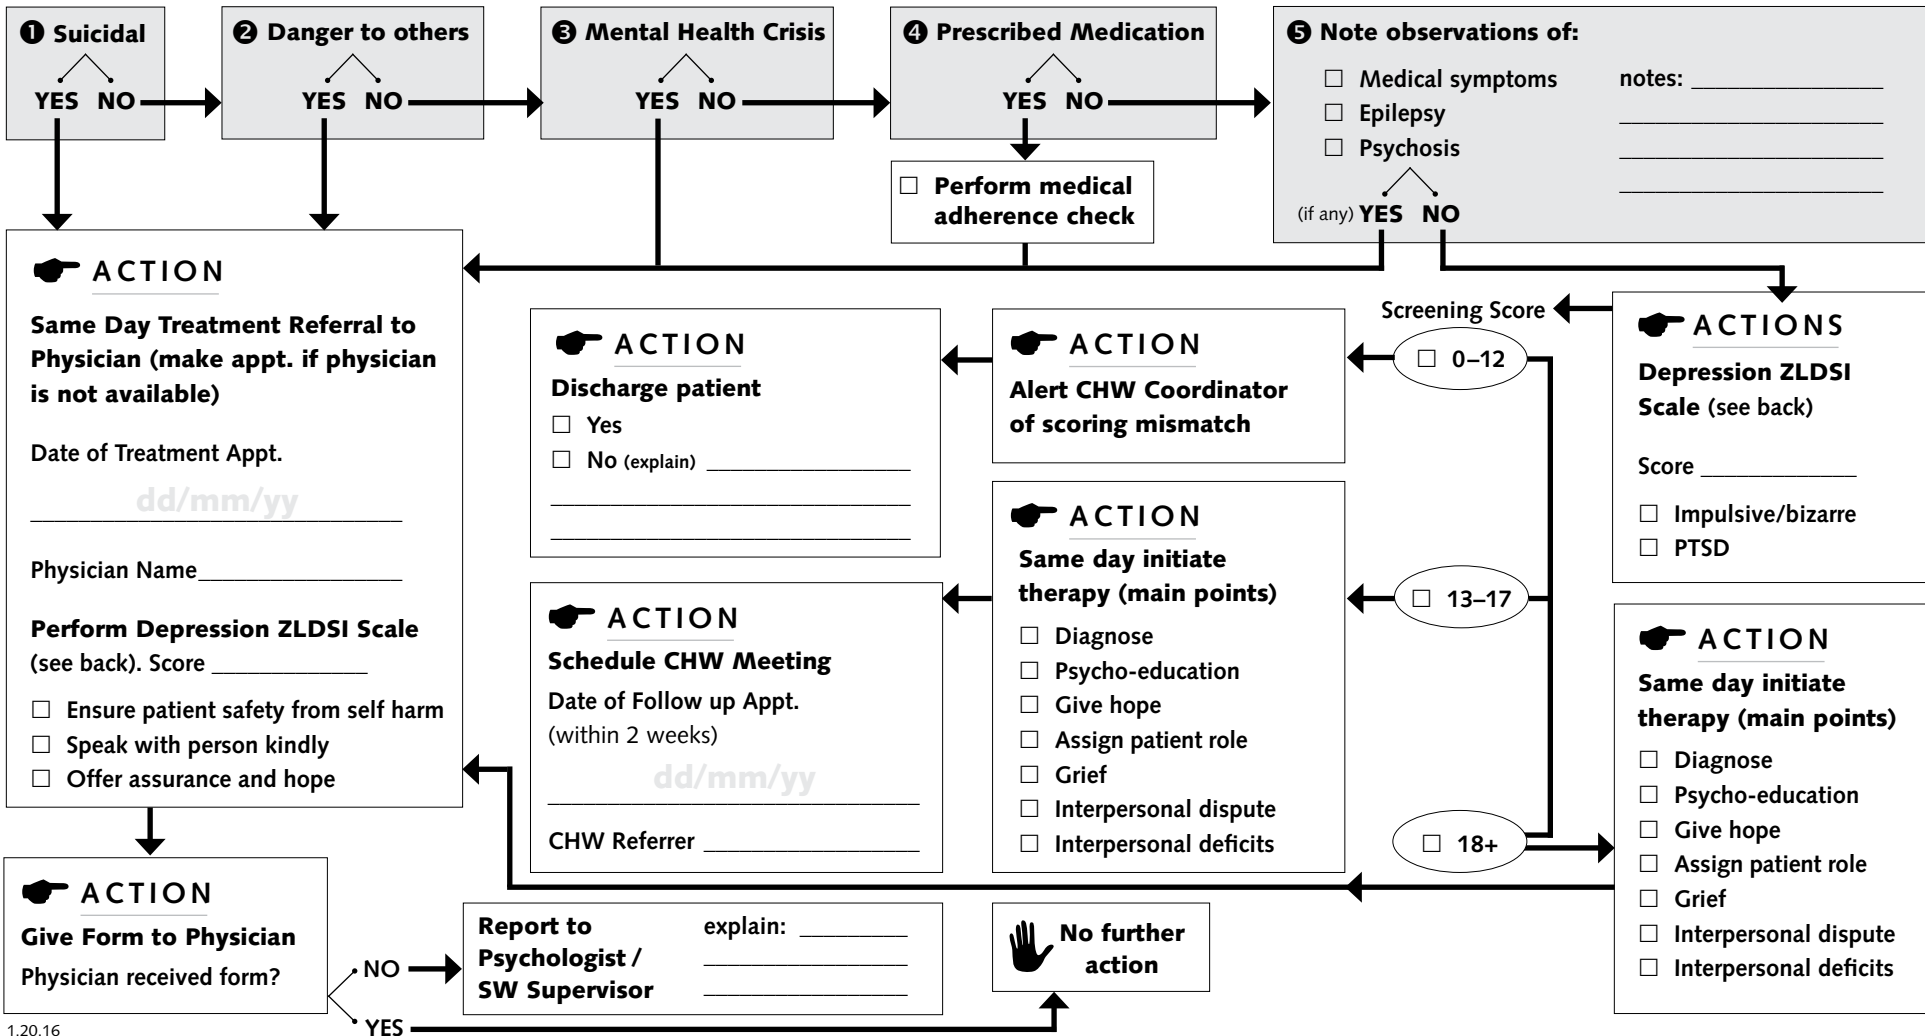 ❶ Suicidal
YES NO
❷ Danger to others
YES NO
❸ Mental Health Crisis
YES NO
❹ Prescribed Medication
YES NO
☐ Perform medical
adherence check
❺ Note observations of:
☐ Medical symptoms
☐ Epilepsy
☐ Psychosis
notes: ________________
(if any) YES NO
ACTION
Same Day Treatment Referral to
Physician (make appt. if physician
is not available)
Date of Treatment Appt.
dd/mm/yy
Physician Name_________________
Perform Depression ZLDSI Scale
(see back). Score _____________
☐ Ensure patient safety from self harm
☐ Speak with person kindly
☐ Offer assurance and hope
ACTION
Discharge patient
☐ Yes
☐ No (explain) _________________
ACTION
Alert CHW Coordinator
of scoring mismatch
Screening Score
☐ 0–12
☐ 13–17
☐ 18+
ACTIONS
Depression ZLDSI
Scale (see back)
Score _____________
☐ Impulsive/bizarre
☐ PTSD
ACTION
Schedule CHW Meeting
Date of Follow up Appt.
(within 2 weeks)
dd/mm/yy
CHW Referrer __________________
ACTION
Same day initiate
therapy (main points)
☐ Diagnose
☐ Psycho-education
☐ Give hope
☐ Assign patient role
☐ Grief
☐ Interpersonal dispute
☐ Interpersonal deficits
ACTION
Same day initiate
therapy (main points)
☐ Diagnose
☐ Psycho-education
☐ Give hope
☐ Assign patient role
☐ Grief
☐ Interpersonal dispute
☐ Interpersonal deficits
ACTION
Give Form to Physician
Physician received form?
NO
YES
Report to
Psychologist /
SW Supervisor
explain: _________
No further
action
1.20.16